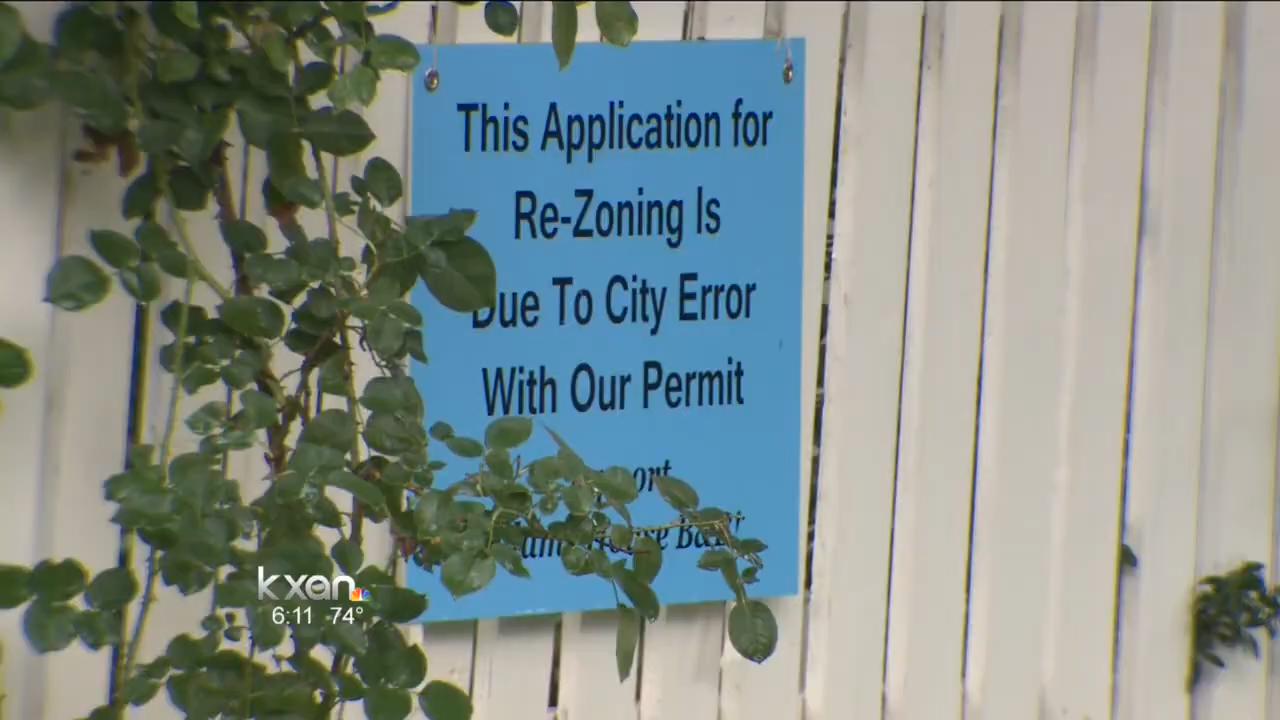 This Application for
Re-Zoning Is
Due To City Error
With Our Permit
kxan
6:11 74°